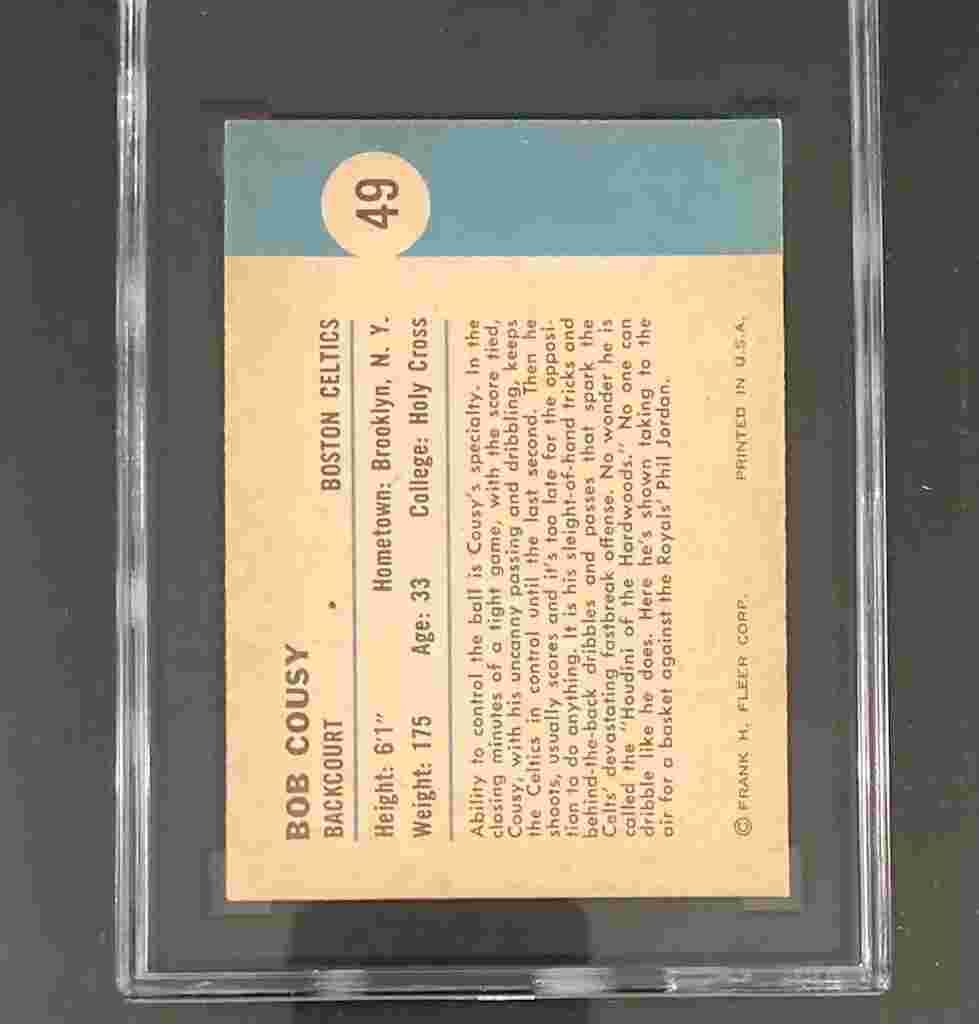 49
BOB COUSY
BACKCOURT BOSTON CELTICS
Height: 6'1" Hometown: Brooklyn, N. Y.
Weight: 175 Age: 33 College: Holy Cross
Ability to control the ball is Cousy's specialty. In the
closing minutes of a tight game, with the score tied,
Cousy, with his uncanny passing and dribbling, keeps
the Celtics in control until the last second. Then he
shoots, usually scores and it's too late for the opposi-
tion to do anything. It is his sleight-of-hand tricks and
behind-the-back dribbles and passes that spark the
Celts' devastating fastbreak offense. No wonder he is
called the "Houdini of the Hardwoods." No one can
dribble like he does. Here he's shown taking to the
air for a basket against the Royals' Phil Jordan.
© FRANK H. FLEER CORP. PRINTED IN U.S.A.